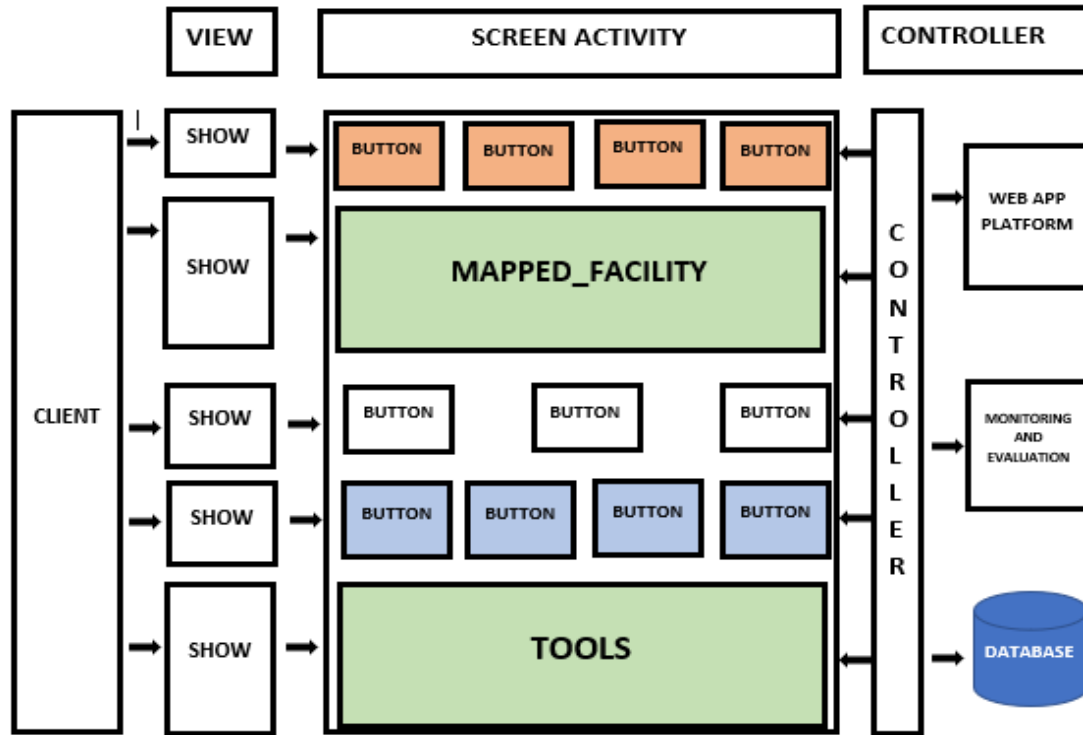 VIEW
SCREEN ACTIVITY
CONTROLLER
CLIENT
SHOW
BUTTON
BUTTON
BUTTON
BUTTON
SHOW
MAPPED_FACILITY
SHOW
BUTTON
BUTTON
BUTTON
SHOW
BUTTON
BUTTON
BUTTON
BUTTON
SHOW
TOOLS
C
O
N
T
R
O
L
L
E
R
WEB APP
PLATFORM
MONITORING
AND
EVALUATION
DATABASE